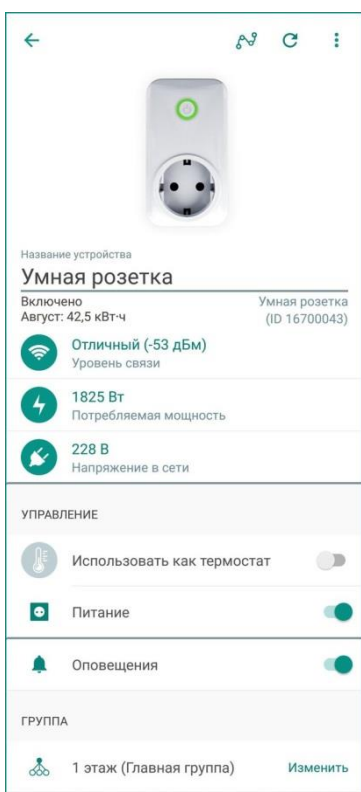 Название устройства
Умная розетка
Включено
Умная розетка
Август: 42,5 кВт·ч
(ID 16700043)
Отличный (-53 дБм)
Уровень связи
1825 Вт
Потребляемая мощность
228 В
Напряжение в сети
УПРАВЛЕНИЕ
Использовать как термостат
Питание
Оповещения
ГРУППА
1 этаж (Главная группа)
Изменить